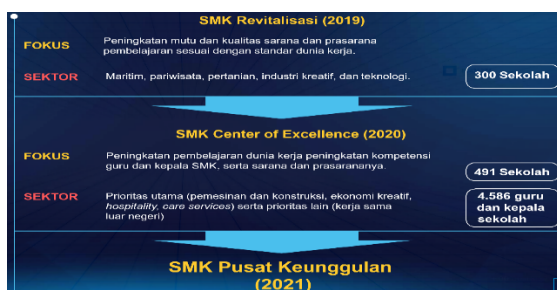 SMK Revitalisasi (2019)
FOKUS
Peningkatan mutu dan kualitas sarana dan prasarana
pembelajaran sesuai dengan standar dunia kerja.
SEKTOR
Maritim, pariwisata, pertanian, industri kreatif, dan teknologi.
300 Sekolah
SMK Center of Excellence (2020)
FOKUS
Peningkatan pembelajaran dunia kerja peningkatan kompetensi
guru dan kepala SMK, serta sarana dan prasarananya.
491 Sekolah
SEKTOR
Prioritas utama (pemesinan dan konstruksi, ekonomi kreatif,
hospitality, care services) serta prioritas lain (kerja sama
luar negeri)
4.586 guru
dan kepala
sekolah
SMK Pusat Keunggulan
(2021)